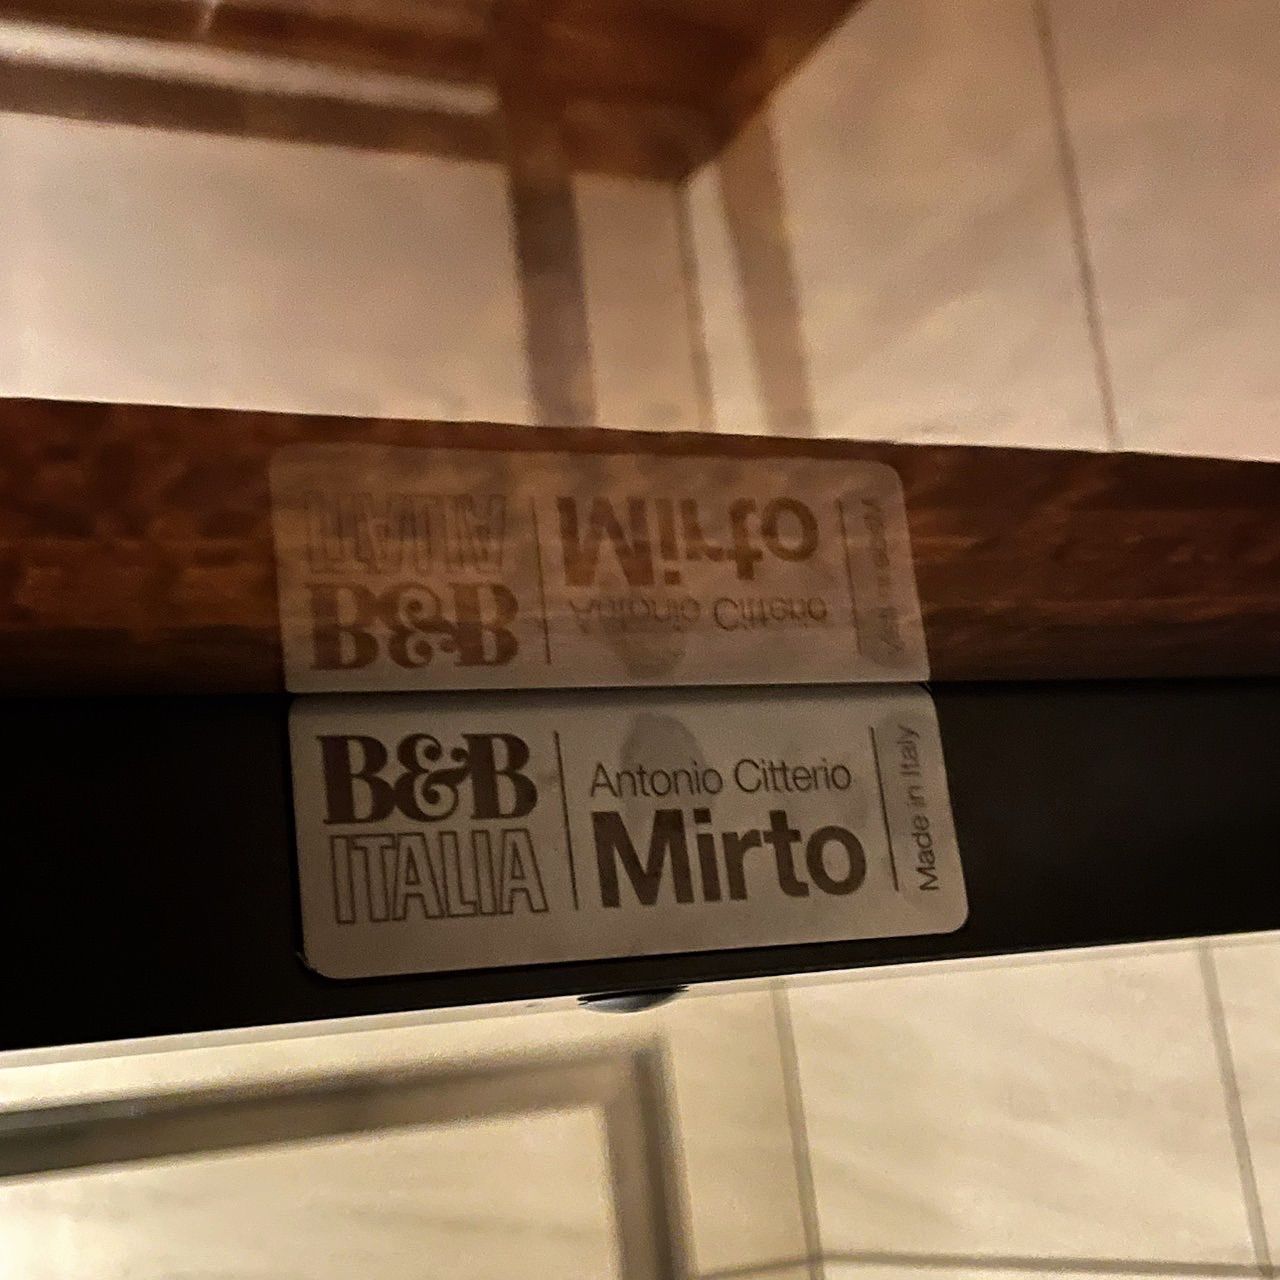 B&B
ITALIA
Antonio Citterio
Mirto
Made in Italy